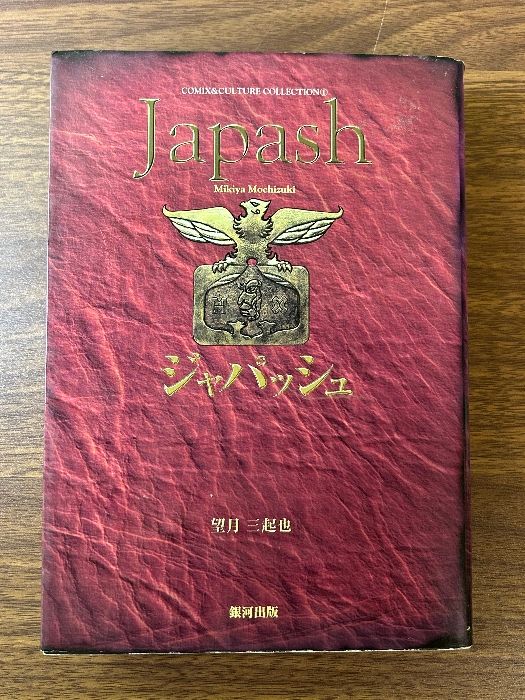 COMIX&CULTURE COLLECTION①
Japash
Mikiya Mochizuki
ジャパッシュ
望月 三起也
銀河出版